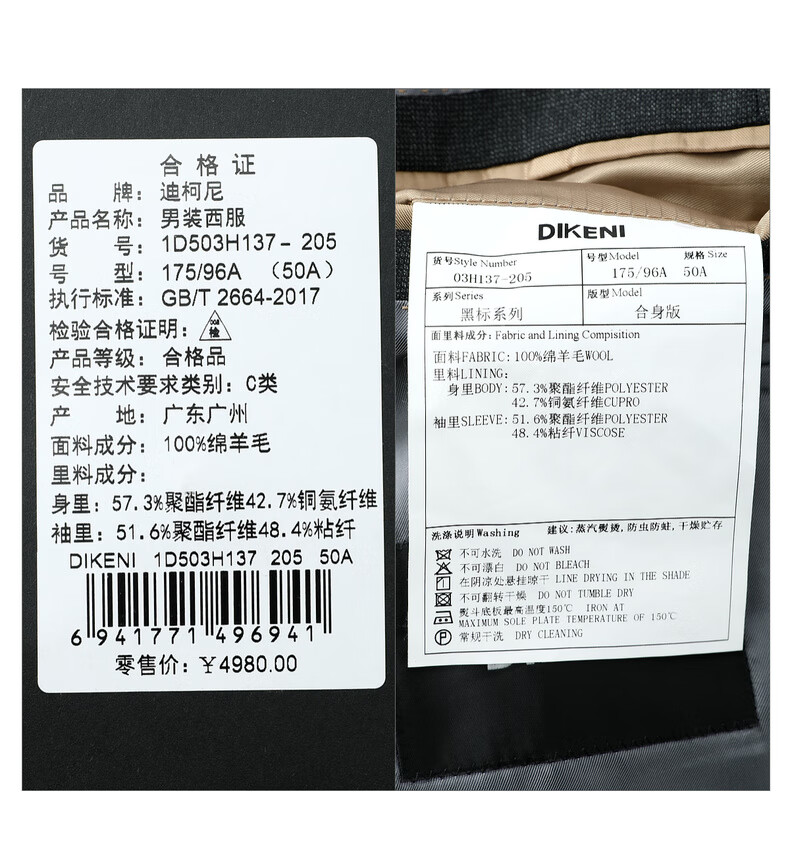 合格证
品 牌：迪柯尼
产品名称：男装西服
货 号：1D503H137-205
号 型：175/96A （50A）
执行标准：GB/T 2664-2017
检验合格证明：检
产品等级：合格品
安全技术要求类别：C类
产 地：广东广州
面料成分：100%绵羊毛
里料成分：
身里：57.3%聚酯纤维42.7%铜氨纤维
袖里：51.6%聚酯纤维48.4%粘纤
DIKENI 1D503H137 205 50A
6 941771 496941
零售价：￥4980.00
DIKENI
货号Style Number 号型Model 规格Size
03H137-205 175/96A 50A
系列Series 版型Model
黑标系列 合身版
面里料成分：Fabric and Lining Compisition
面料FABRIC：100%绵羊毛WOOL
里料LINING：
身里BODY：57.3%聚酯纤维POLYESTER
42.7%铜氨纤维CUPRO
袖里SLEEVE：51.6%聚酯纤维POLYESTER
48.4%粘纤VISCOSE
洗涤说明Washing 建议：蒸汽熨烫，防虫防蛀，干燥贮存
不可水洗 DO NOT WASH
不可漂白 DO NOT BLEACH
在阴凉处悬挂晾干 LINE DRYING IN THE SHADE
不可翻转干燥 DO NOT TUMBLE DRY
熨斗底板最高温度150℃ IRON AT
MAXIMUM SOLE PLATE TEMPERATURE OF 150℃
P 常规干洗 DRY CLEANING